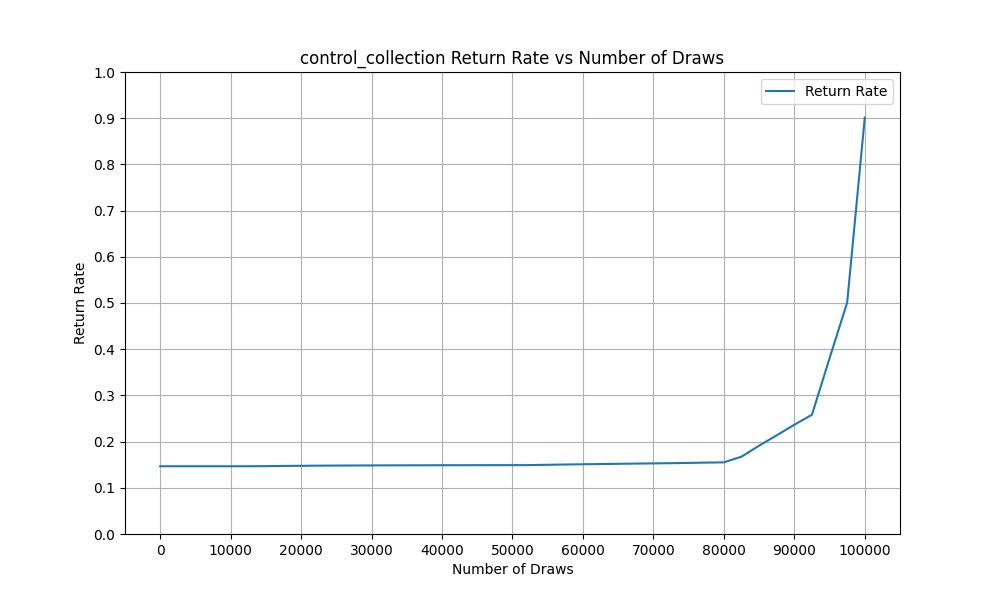 control_collection Return Rate vs Number of Draws
Return Rate
1.0
0.9
0.8
0.7
0.6
0.5
0.4
0.3
0.2
0.1
0.0
Return Rate
0 10000 20000 30000 40000 50000 60000 70000 80000 90000 100000
Number of Draws